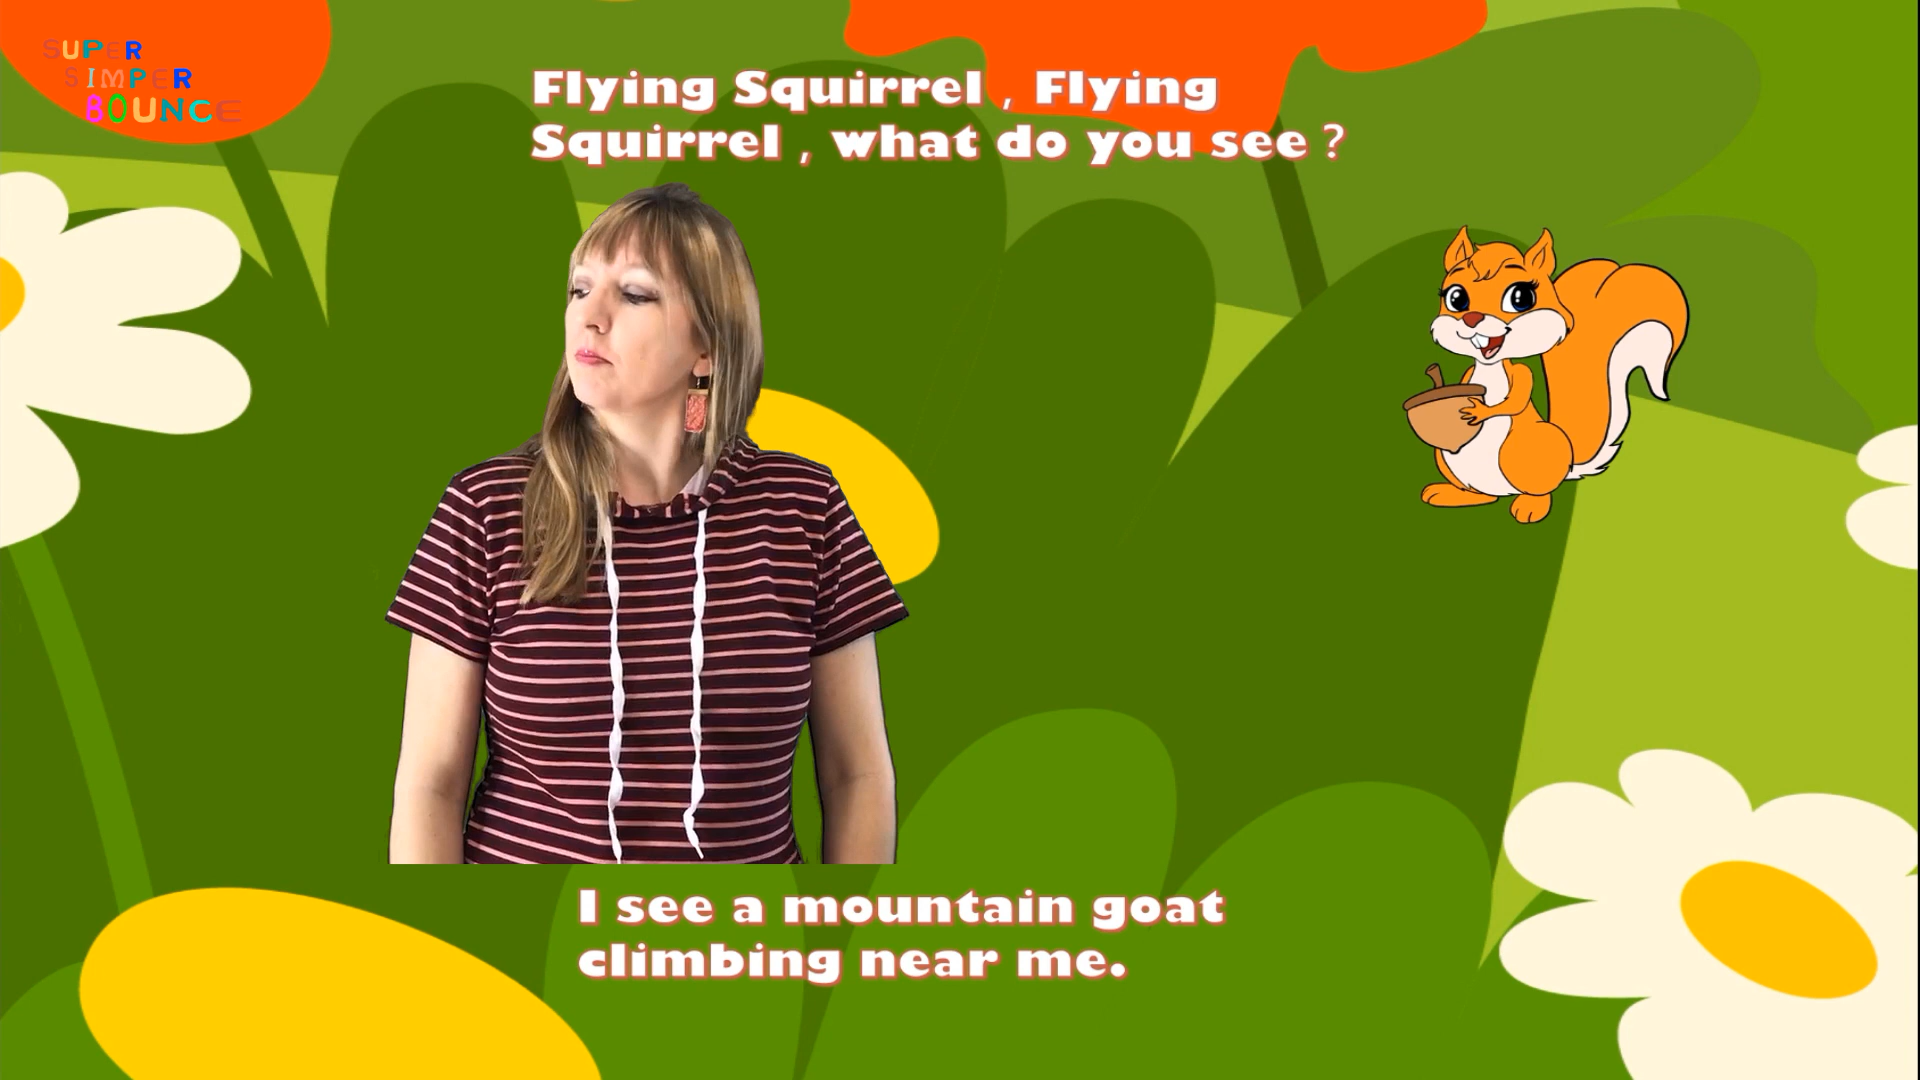 SUPER
SIMPER
BOUNCE
Flying Squirrel , Flying
Squirrel , what do you see ?
I see a mountain goat
climbing near me.